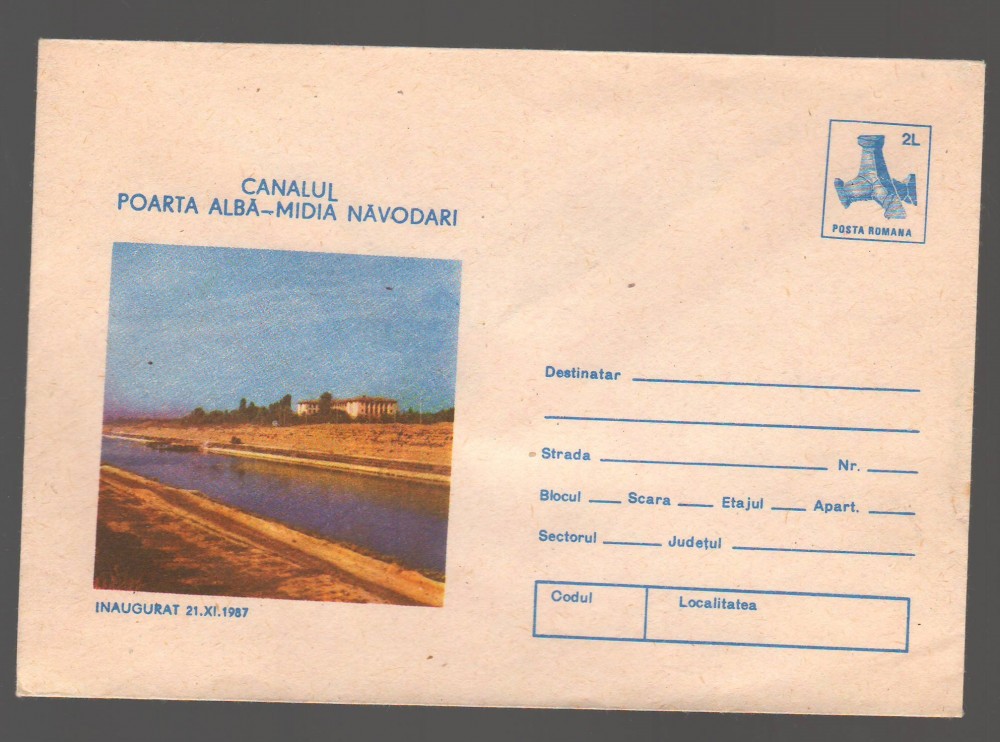 CANALUL
POARTA ALBĂ–MIDIA NĂVODARI
2L
POSTA ROMANA
INAUGURAT 21.XI.1987
Destinatar
Strada Nr.
Blocul Scara Etajul Apart.
Sectorul Județul
Codul Localitatea